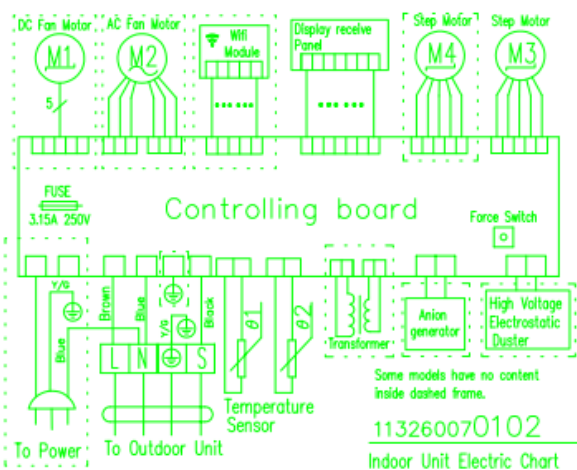 DC Fan Motor
AC Fan Motor
Wifi
Module
Display receive
Panel
Step Motor
Step Motor
M1
M2
M4
M3
5
FUSE
3.15A 250V
Controlling board
Force Switch
Y/G
Blue
Brown
Blue
Y/G
Black
L N S
θ1
θ2
Transformer
Anion
generator
High Voltage
Electrostatic
Duster
Temperature
Sensor
Some models have no content
inside dashed frame.
To Power
To Outdoor Unit
113260070102
Indoor Unit Electric Chart